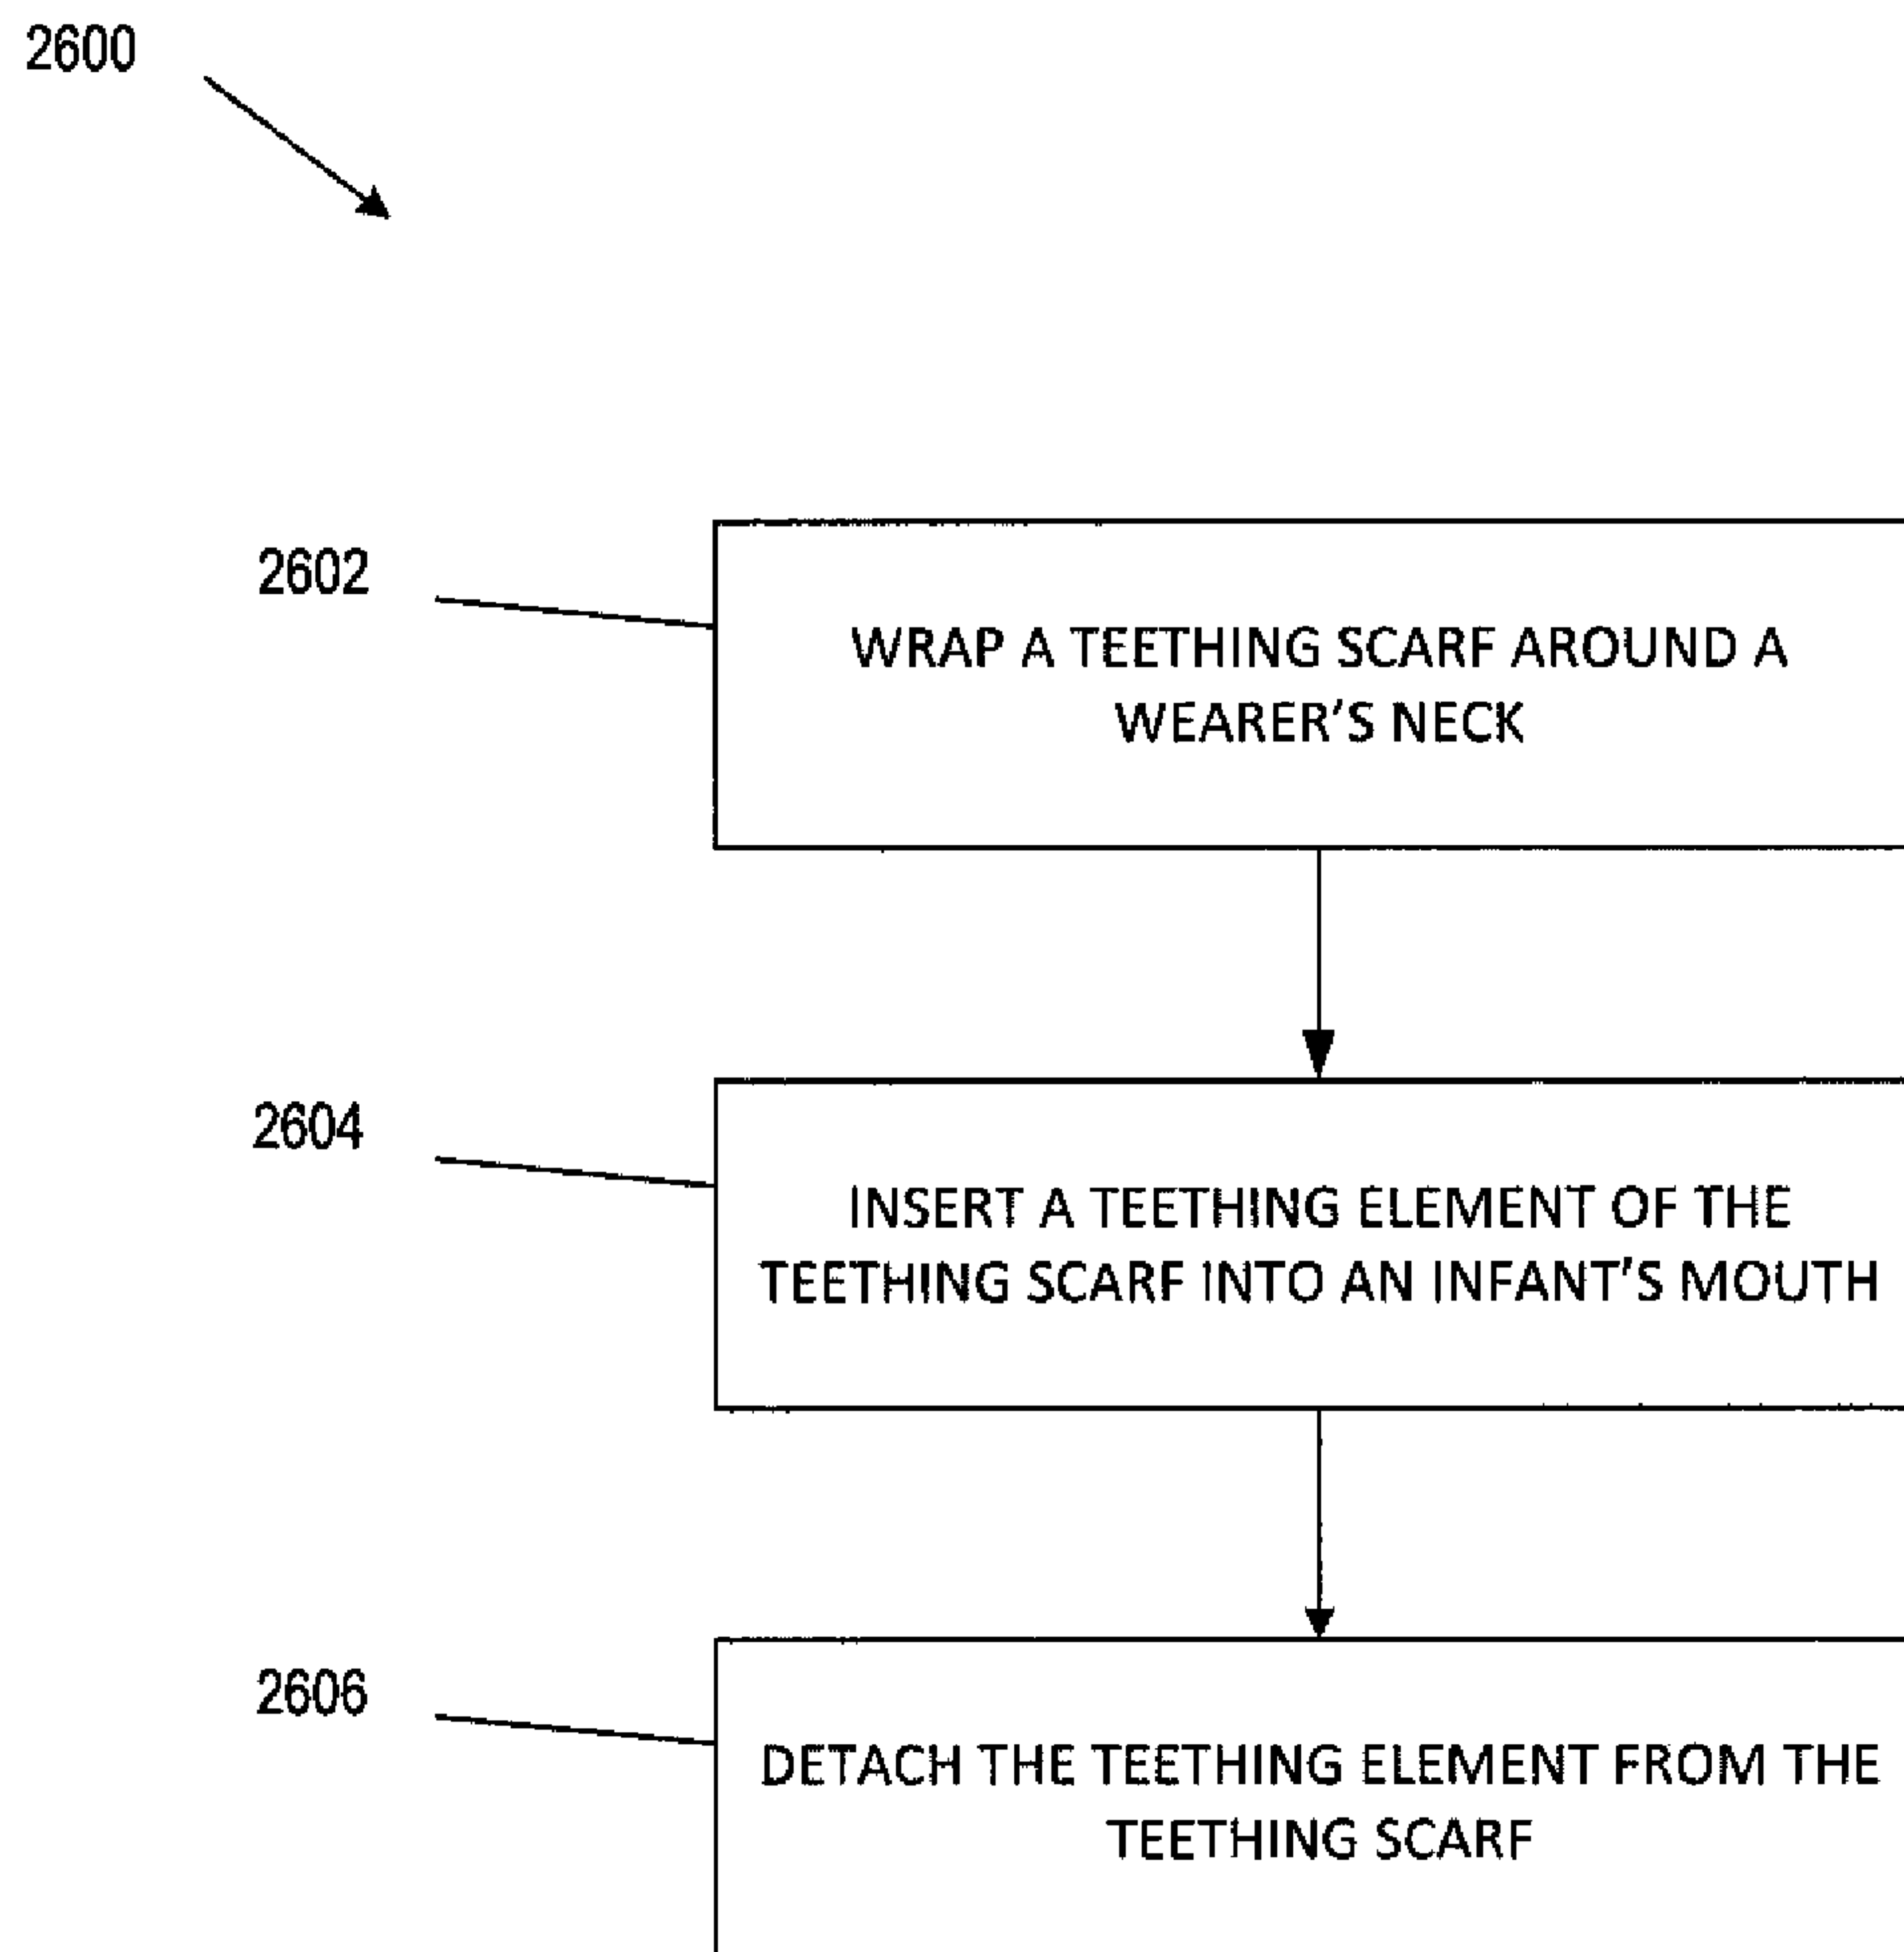 2600
2602
WRAP A TEETHING SCARF AROUND A
WEARER'S NECK
2604
INSERT A TEETHING ELEMENT OF THE
TEETHING SCARF INTO AN INFANT'S MOUTH
2606
DETACH THE TEETHING ELEMENT FROM THE
TEETHING SCARF